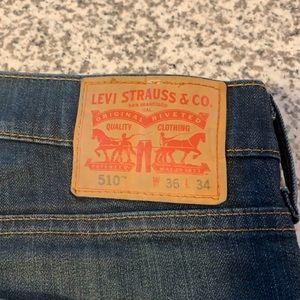 LEVI STRAUSS & CO.
SAN FRANCISCO
CAL.
ORIGINAL RIVETED
QUALITY CLOTHING
510™ W 36 L 34